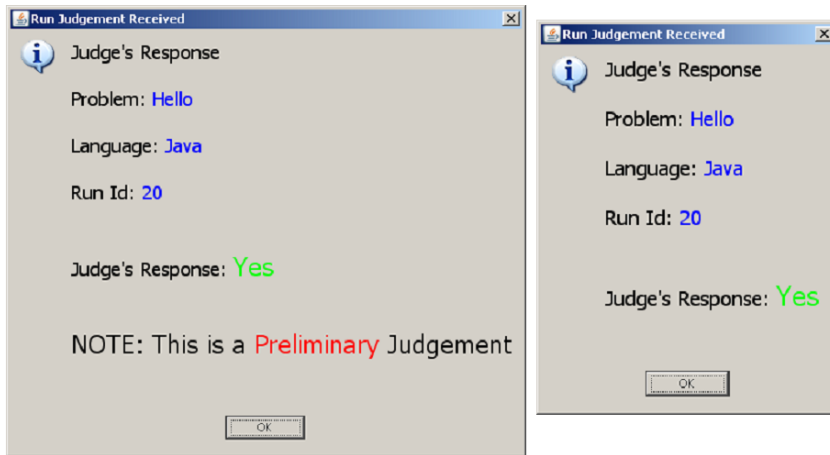 Run Judgement Received
Judge's Response
Problem: Hello
Language: Java
Run Id: 20
Judge's Response: Yes
NOTE: This is a Preliminary Judgement
OK
Run Judgement Received
Judge's Response
Problem: Hello
Language: Java
Run Id: 20
Judge's Response: Yes
OK